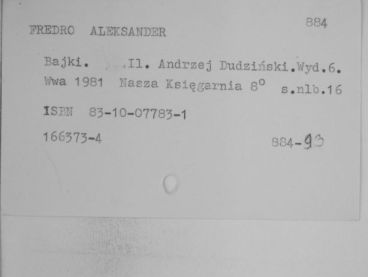 884
FREDRO ALEKSANDER
Bajki. .Il. Andrzej Dudziński.Wyd.6.
Wwa 1981 Nasza Księgarnia 8° s.nlb.16
ISBN 83-10-07783-1
166373-4 884-93